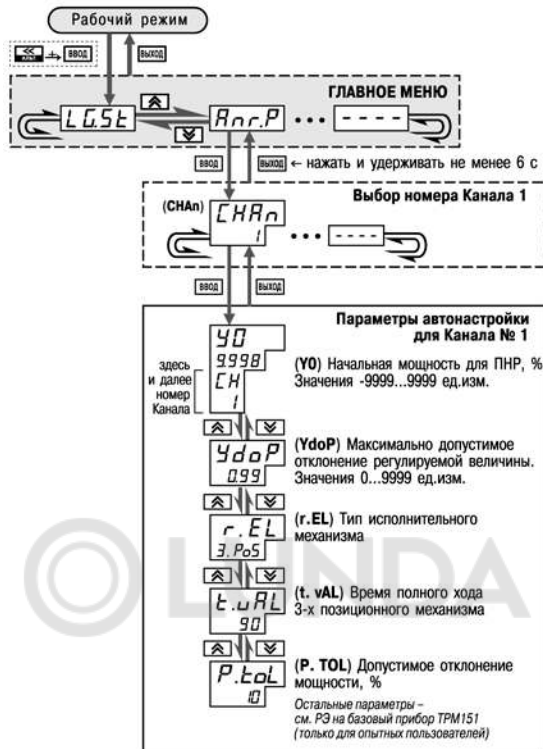 Рабочий режим
ВВОД
ВЫХОД
ГЛАВНОЕ МЕНЮ
LG.St
Anr.P
- - - -
ВВОД
ВЫХОД ← нажать и удерживать не менее 6 с
Выбор номера Канала 1
(CHAn)
CHAn
1
- - - -
ВВОД
ВЫХОД
Параметры автонастройки
для Канала № 1
Y0
9.998
CH
1
(Y0) Начальная мощность для ПНР, %
Значения -9999...9999 ед.изм.
здесь
и далее
номер
Канала
YdoP
0.99
(YdoP) Максимально допустимое
отклонение регулируемой величины.
Значения 0...9999 ед.изм.
r.EL
3.PoS
(r.EL) Тип исполнительного
механизма
t.vAL
90
(t. vAL) Время полного хода
3-х позиционного механизма
P.toL
10
(P. TOL) Допустимое отклонение
мощности, %
Остальные параметры –
см. РЭ на базовый прибор ТРМ151
(только для опытных пользователей)
LUNDA